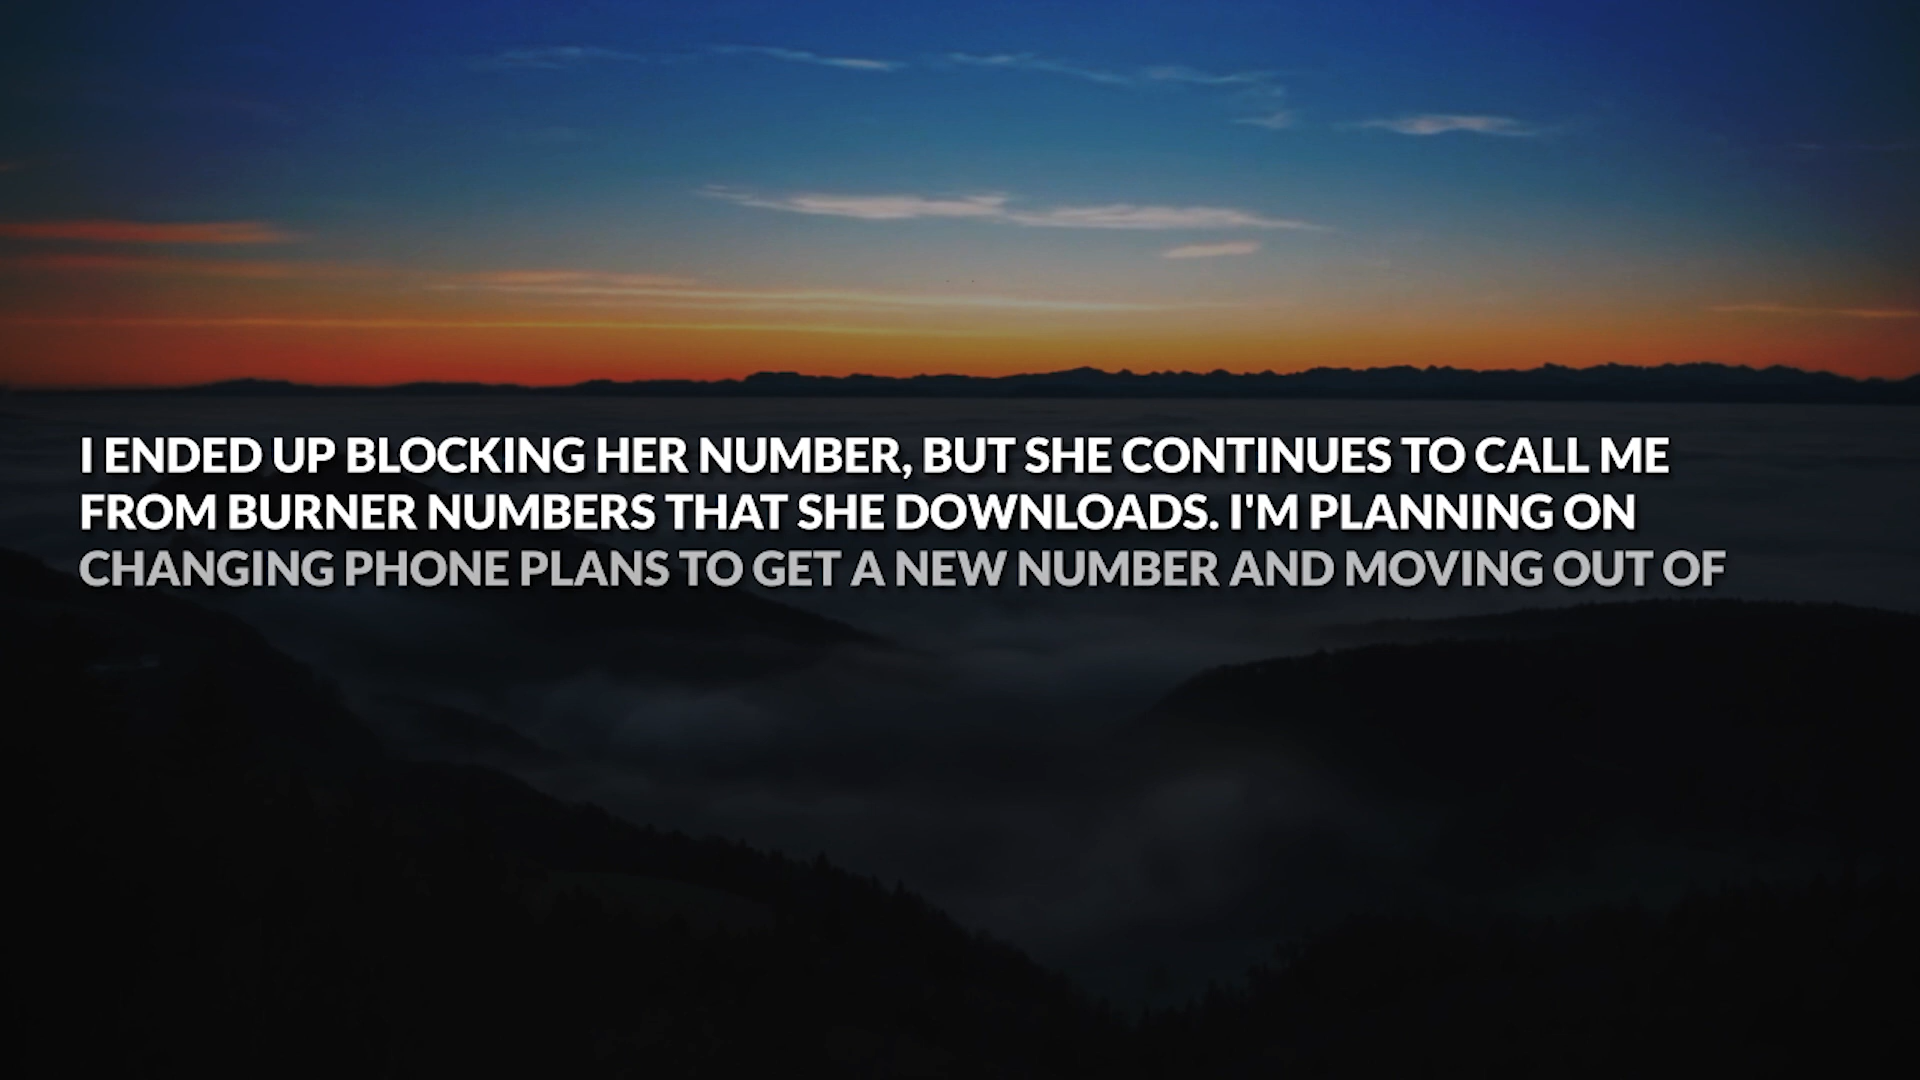 I ENDED UP BLOCKING HER NUMBER, BUT SHE CONTINUES TO CALL ME
FROM BURNER NUMBERS THAT SHE DOWNLOADS. I'M PLANNING ON
CHANGING PHONE PLANS TO GET A NEW NUMBER AND MOVING OUT OF